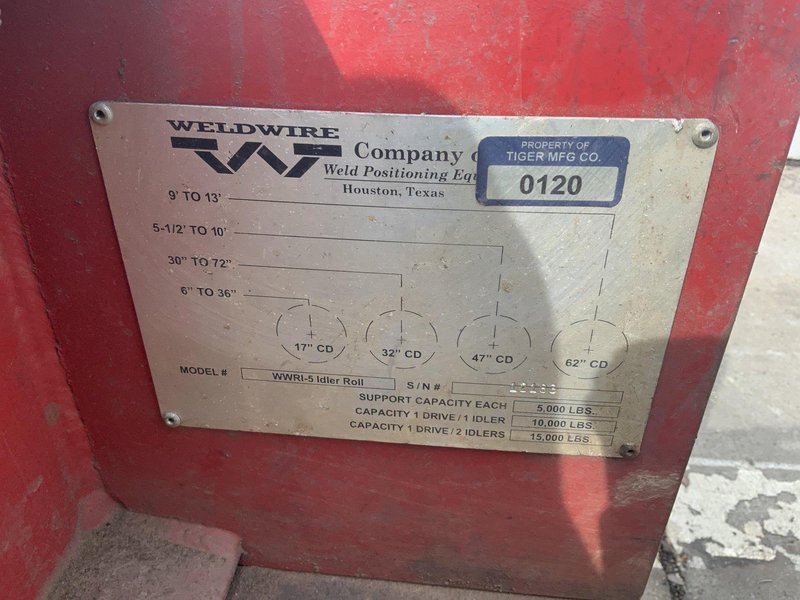 WELDWIRE
Company
Weld Positioning
Houston, Texas
PROPERTY OF
TIGER MFG CO.
0120
9' TO 13'
5-1/2' TO 10'
30" TO 72"
6" TO 36"
17" CD
32" CD
47" CD
62" CD
MODEL # WWRI-5 Idler Roll S/N #
SUPPORT CAPACITY EACH 5,000 LBS.
CAPACITY 1 DRIVE / 1 IDLER 10,000 LBS.
CAPACITY 1 DRIVE / 2 IDLERS 15,000 LBS.